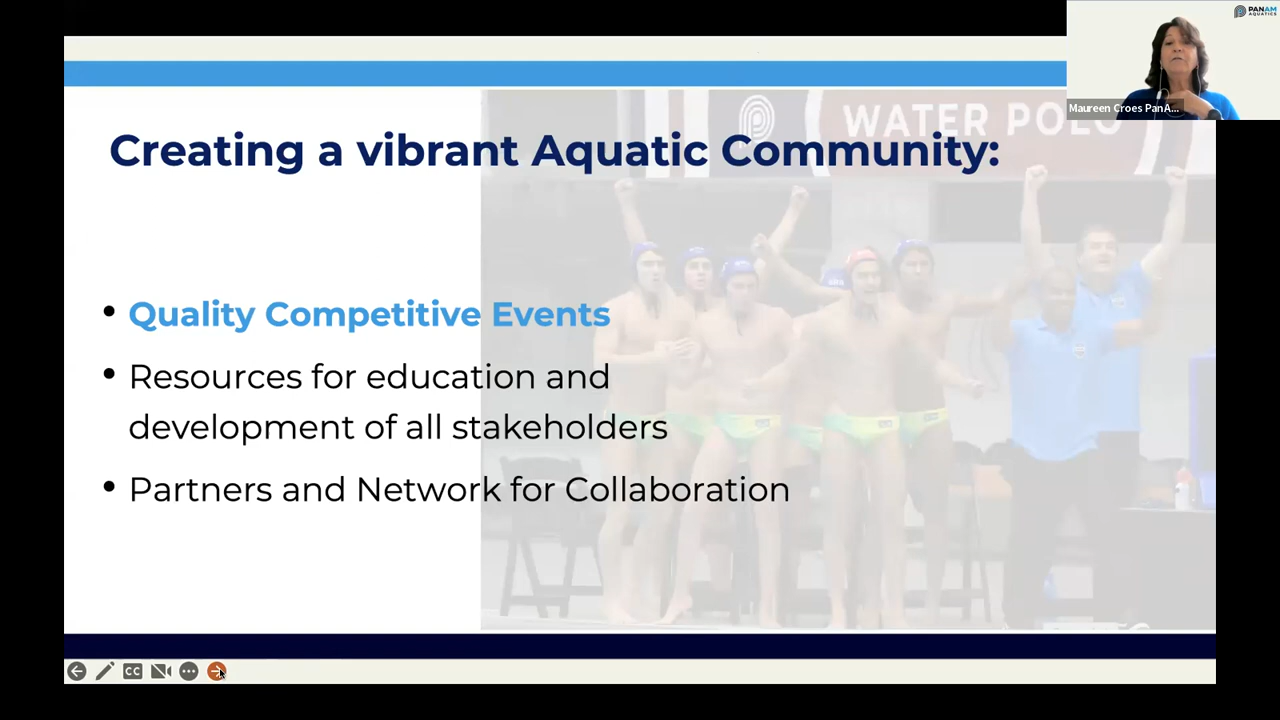 PANAM
AQUATICS
Maureen Croes PanA...
WATER POLO
Creating a vibrant Aquatic Community:
• Quality Competitive Events
• Resources for education and
development of all stakeholders
• Partners and Network for Collaboration
CC